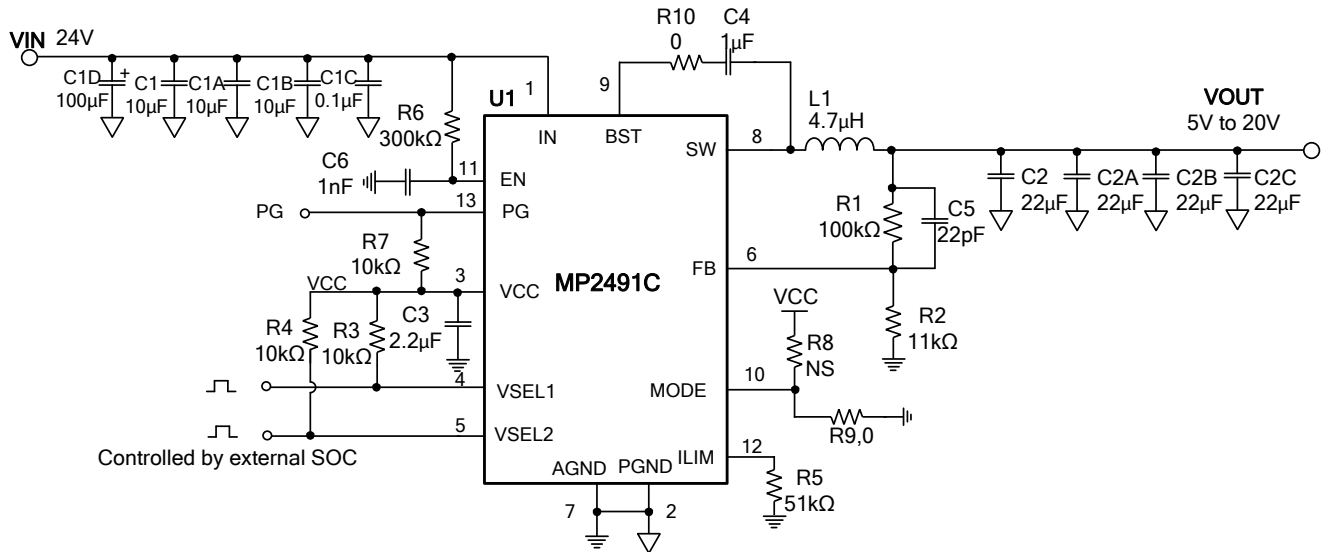 VIN 24V
C1D
100µF
+
C1
10µF
C1A
10µF
C1B
10µF
C1C
0.1µF
R6
300kΩ
C6
1nF
R10
0
C4
1µF
U1
1
9
IN
BST
SW
8
L1
4.7µH
VOUT
5V to 20V
11
EN
PG
13
PG
R7
10kΩ
VCC
3
VCC
C3
2.2µF
R4
10kΩ
R3
10kΩ
4
VSEL1
5
VSEL2
Controlled by external SOC
MP2491C
FB
6
R1
100kΩ
C5
22pF
R2
11kΩ
C2
22µF
C2A
22µF
C2B
22µF
C2C
22µF
VCC
R8
NS
MODE
10
R9,0
ILIM
12
R5
51kΩ
AGND
PGND
7
2